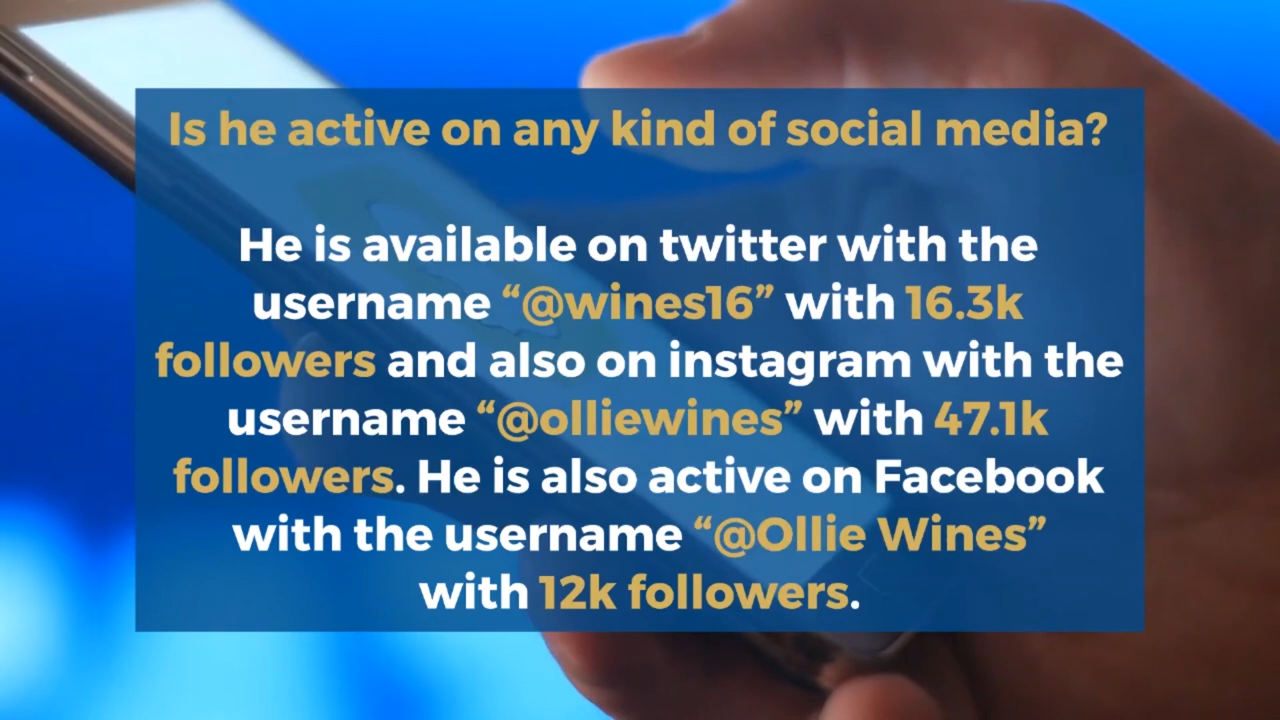 Is he active on any kind of social media?
He is available on twitter with the
username “@wines16” with 16.3k
followers and also on instagram with the
username “@olliewines” with 47.1k
followers. He is also active on Facebook
with the username “@Ollie Wines”
with 12k followers.